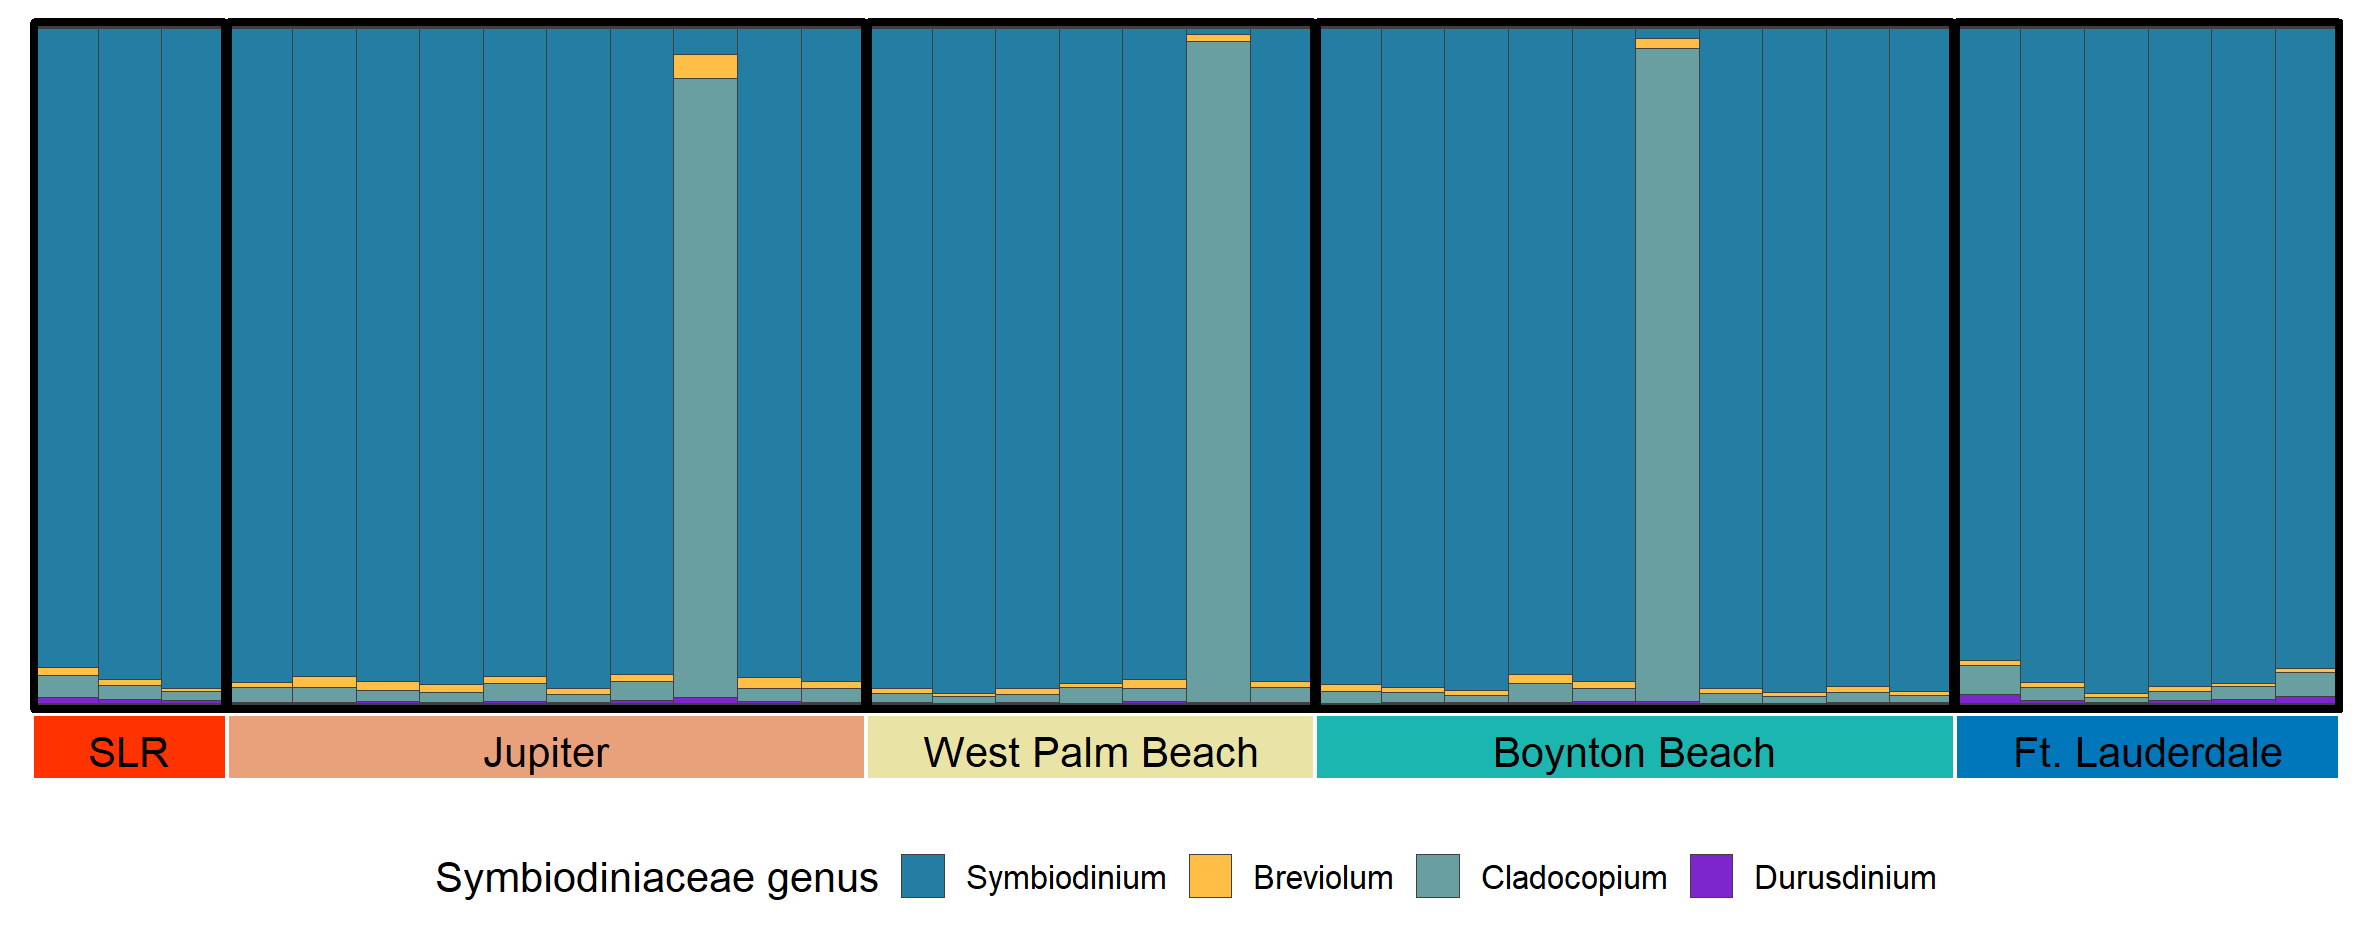 SLR Jupiter West Palm Beach Boynton Beach Ft. Lauderdale
Symbiodiniaceae genus Symbiodinium Breviolum Cladocopium Durusdinium